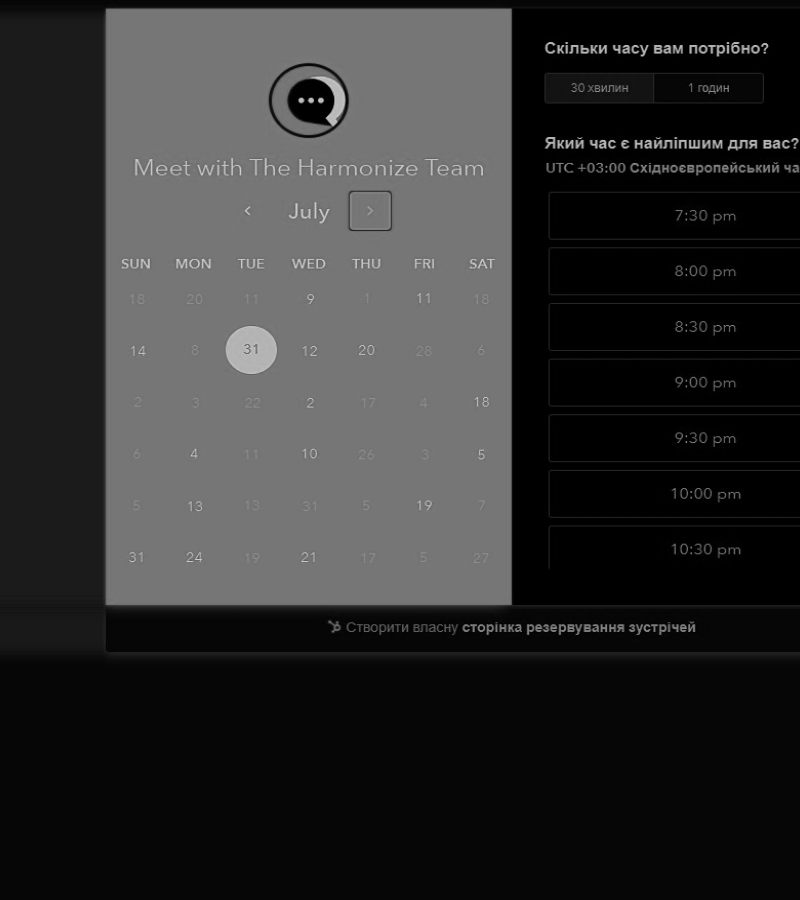 Meet with The Harmonize Team
July
SUN MON TUE WED THU FRI SAT
18 20 11 9 1 11 18
14 8 31 12 20 28 6
2 3 22 2 17 4 18
6 4 11 10 26 3 5
5 13 13 31 5 19 7
31 24 19 21 17 5 27
Скільки часу вам потрібно?
30 хвилин 1 годин
Який час є найліпшим для вас?
UTC +03:00 Східноєвропейський ча
7:30 pm
8:00 pm
8:30 pm
9:00 pm
9:30 pm
10:00 pm
10:30 pm
Створити власну сторінка резервування зустрічей